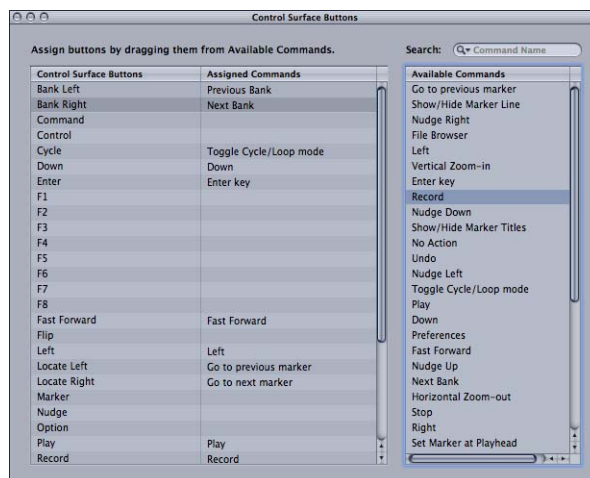 Control Surface Buttons
Assign buttons by dragging them from Available Commands.
Search: Command Name
Control Surface Buttons Assigned Commands
Bank Left Previous Bank
Bank Right Next Bank
Command
Control
Cycle Toggle Cycle/Loop mode
Down Down
Enter Enter key
F1
F2
F3
F4
F5
F6
F7
F8
Fast Forward Fast Forward
Flip
Left Left
Locate Left Go to previous marker
Locate Right Go to next marker
Marker
Nudge
Option
Play Play
Record Record
Available Commands
Go to previous marker
Show/Hide Marker Line
Nudge Right
File Browser
Left
Vertical Zoom-in
Enter key
Record
Nudge Down
Show/Hide Marker Titles
No Action
Undo
Nudge Left
Toggle Cycle/Loop mode
Play
Down
Preferences
Fast Forward
Nudge Up
Next Bank
Horizontal Zoom-out
Stop
Right
Set Marker at Playhead